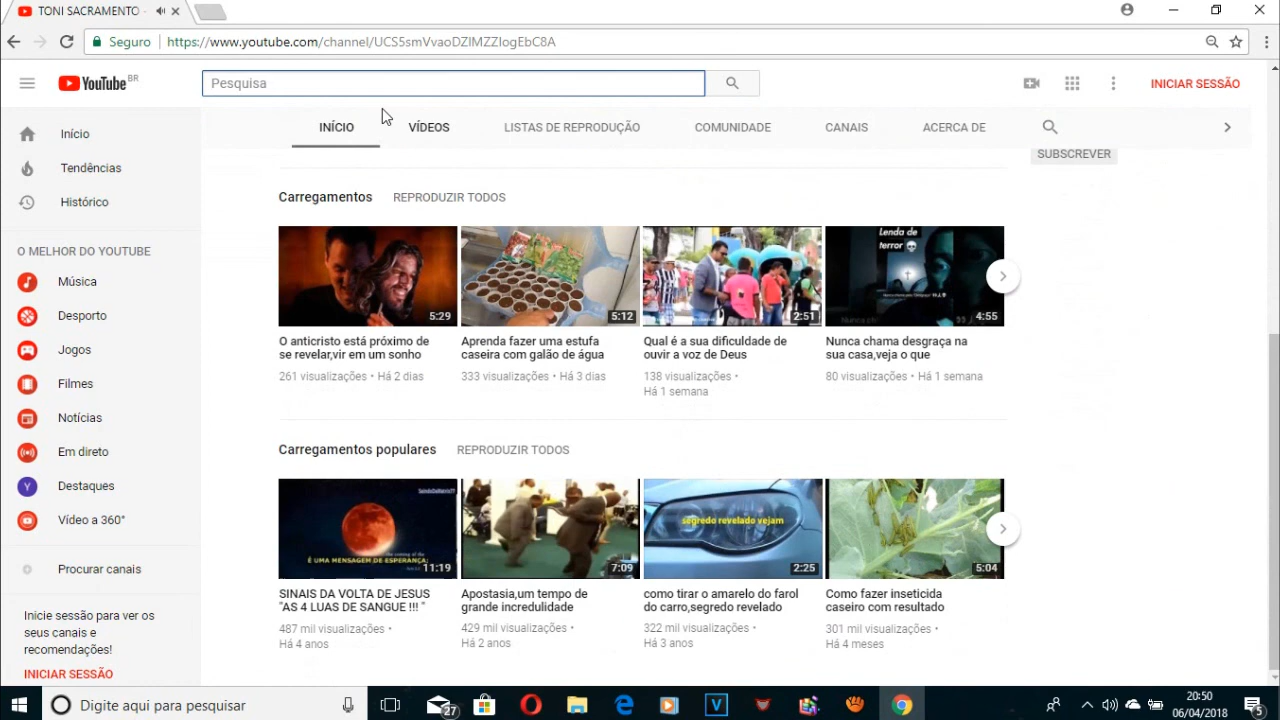 TONI SACRAMENTO -
Seguro
https://www.youtube.com/channel/UCS5smVvaoDZIMZZIogEbC8A
YouTube BR
Pesquisa
INICIAR SESSÃO
Início
Tendências
Histórico
O MELHOR DO YOUTUBE
Música
Desporto
Jogos
Filmes
Notícias
Em direto
Destaques
Vídeo a 360°
Procurar canais
Inicie sessão para ver os
seus canais e
recomendações!
INICIAR SESSÃO
INÍCIO
VÍDEOS
LISTAS DE REPRODUÇÃO
COMUNIDADE
CANAIS
ACERCA DE
SUBSCREVER
Carregamentos
REPRODUZIR TODOS
5:29
O anticristo está próximo de
se revelar,vir em um sonho
261 visualizações • Há 2 dias
5:12
Aprenda fazer uma estufa
caseira com galão de água
333 visualizações • Há 3 dias
2:51
Qual é a sua dificuldade de
ouvir a voz de Deus
138 visualizações •
Há 1 semana
Lenda de
terror
4:55
Nunca chama desgraça na
sua casa,veja o que
80 visualizações • Há 1 semana
Carregamentos populares
REPRODUZIR TODOS
É UMA MENSAGEM DE ESPERANÇA:
11:19
SINAIS DA VOLTA DE JESUS
"AS 4 LUAS DE SANGUE !!! "
487 mil visualizações •
Há 4 anos
7:09
Apostasia,um tempo de
grande incredulidade
429 mil visualizações •
Há 2 anos
segredo revelado vejam
2:25
como tirar o amarelo do farol
do carro,segredo revelado
322 mil visualizações •
Há 3 anos
5:04
Como fazer inseticida
caseiro com resultado
301 mil visualizações •
Há 4 meses
Digite aqui para pesquisar
27
20:50
06/04/2018
5